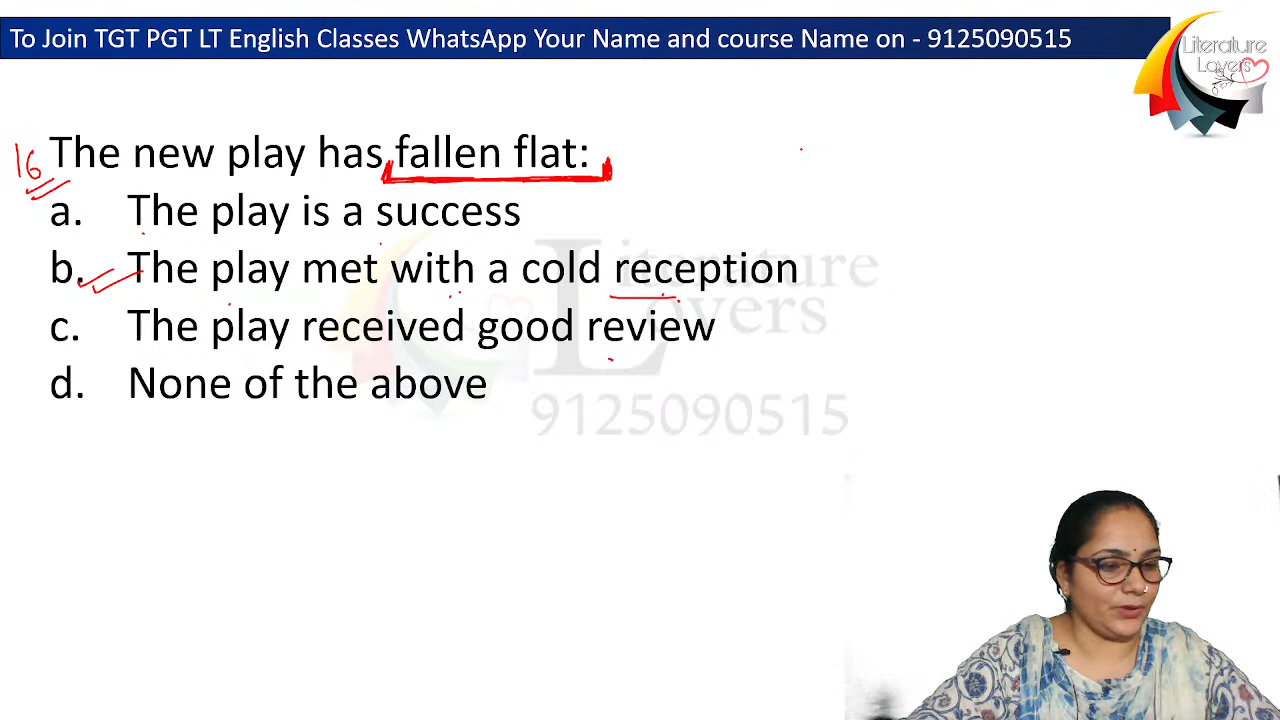 To Join TGT PGT LT English Classes WhatsApp Your Name and course Name on - 9125090515
Literature
Lovers
16 The new play has fallen flat:
a. The play is a success
b. The play met with a cold reception
c. The play received good review
d. None of the above
Literature
Lovers
9125090515